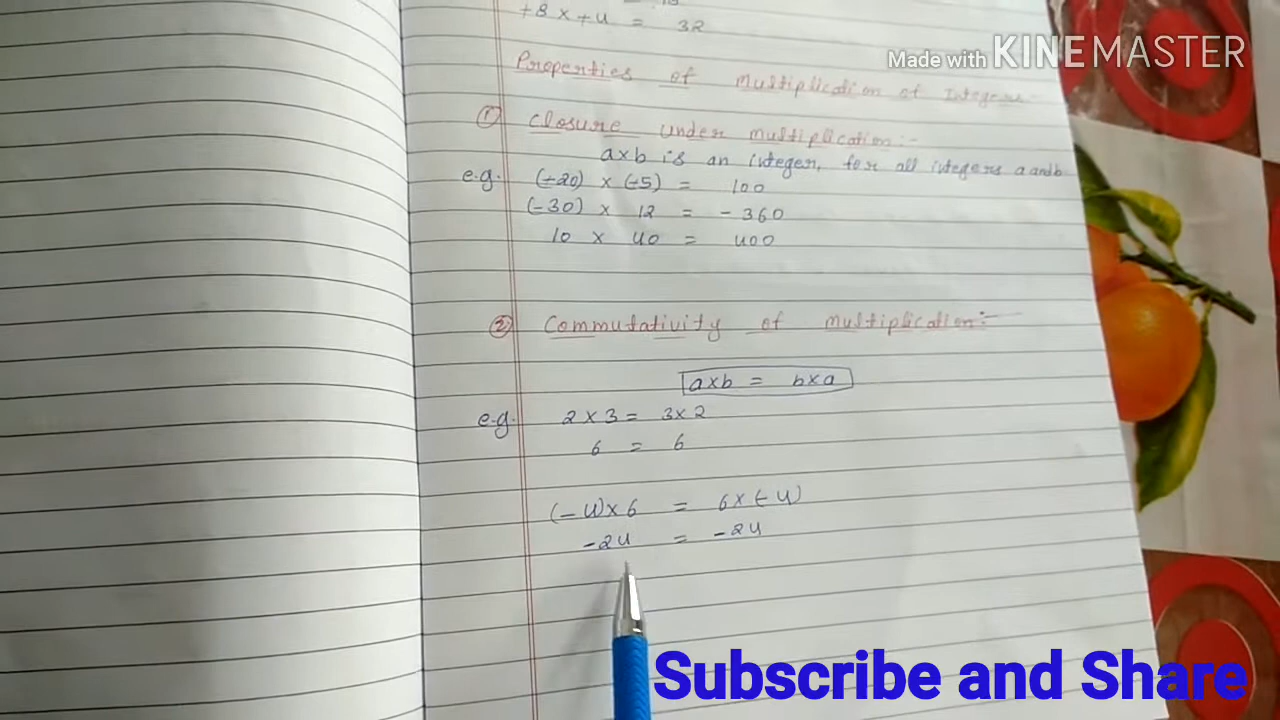 +8 x +4 = 32
Made with KINEMASTER
Properties of Multiplication of Integers:-
① Closure under multiplication:-
a×b is an integer, for all integers a and b
e.g. (-20) × (-5) = 100
(-30) × 12 = -360
10 × 40 = 400
② Commutativity of multiplication:-
a×b = b×a
e.g. 2 × 3 = 3×2
6 = 6
(-4)×6 = 6×(-4)
-24 = -24
Subscribe and Share